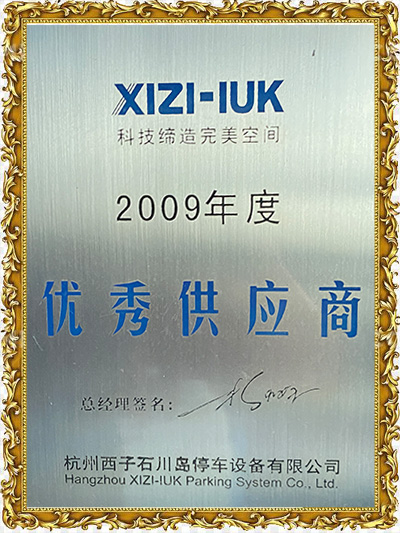 XIZI-IUK
科技缔造完美空间
2009年度
优秀供应商
总经理签名:
杭州西子石川岛停车设备有限公司
Hangzhou XIZI-IUK Parking System Co., Ltd.